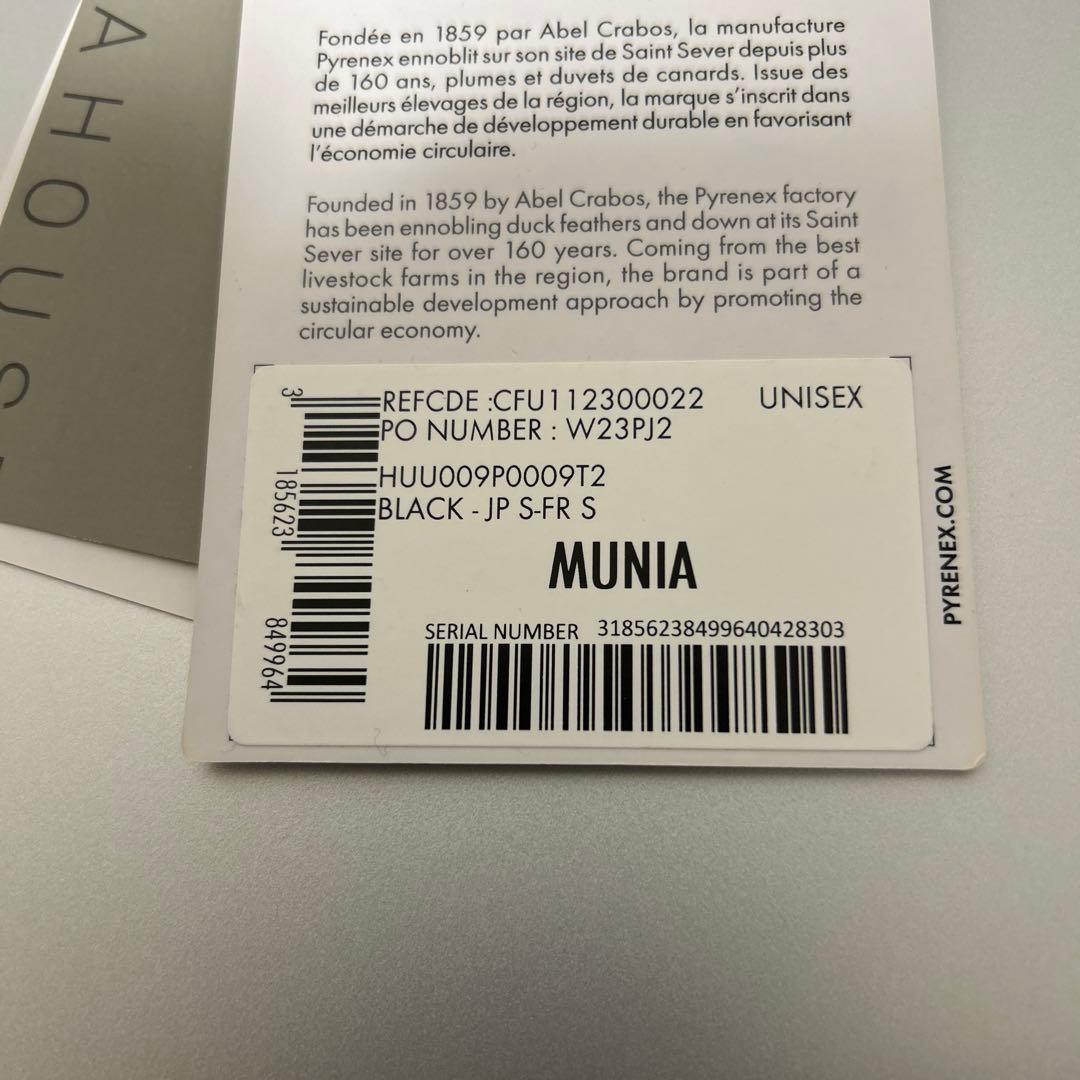 AHOUS
Fondée en 1859 par Abel Crabos, la manufacture
Pyrenex ennoblit sur son site de Saint Sever depuis plus
de 160 ans, plumes et duvets de canards. Issue des
meilleurs élevages de la région, la marque s’inscrit dans
une démarche de développement durable en favorisant
l’économie circulaire.
Founded in 1859 by Abel Crabos, the Pyrenex factory
has been ennobling duck feathers and down at its Saint
Sever site for over 160 years. Coming from the best
livestock farms in the region, the brand is part of a
sustainable development approach by promoting the
circular economy.
REFCDE :CFU112300022 UNISEX
PO NUMBER : W23PJ2
HUU009P0009T2
BLACK - JP S-FR S
MUNIA
SERIAL NUMBER 31856238499640428303
3 185623 849964
PYRENEX.COM